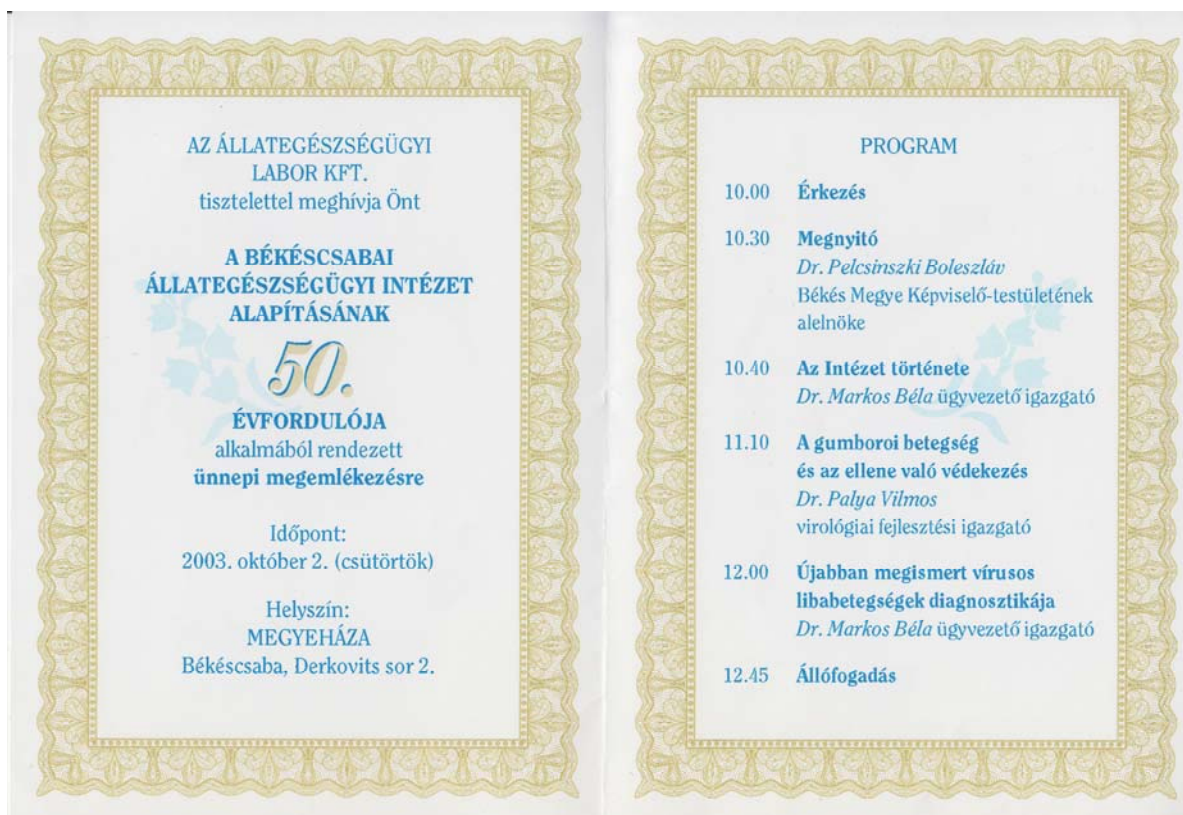 AZ ÁLLATEGÉSZSÉGÜGYI
LABOR KFT.
tisztelettel meghívja Önt
A BÉKÉSCSABAI
ÁLLATEGÉSZSÉGÜGYI INTÉZET
ALAPÍTÁSÁNAK
50.
ÉVFORDULÓJA
alkalmából rendezett
ünnepi megemlékezésre
Időpont:
2003. október 2. (csütörtök)
Helyszín:
MEGYEHÁZA
Békéscsaba, Derkovits sor 2.
PROGRAM
10.00 Érkezés
10.30 Megnyitó
Dr. Pelcsinszki Boleszláv
Békés Megye Képviselő-testületének
alelnöke
10.40 Az Intézet története
Dr. Markos Béla ügyvezető igazgató
11.10 A gumboroi betegség
és az ellene való védekezés
Dr. Palya Vilmos
virológiai fejlesztési igazgató
12.00 Újabban megismert vírusos
libabetegségek diagnosztikája
Dr. Markos Béla ügyvezető igazgató
12.45 Állófogadás